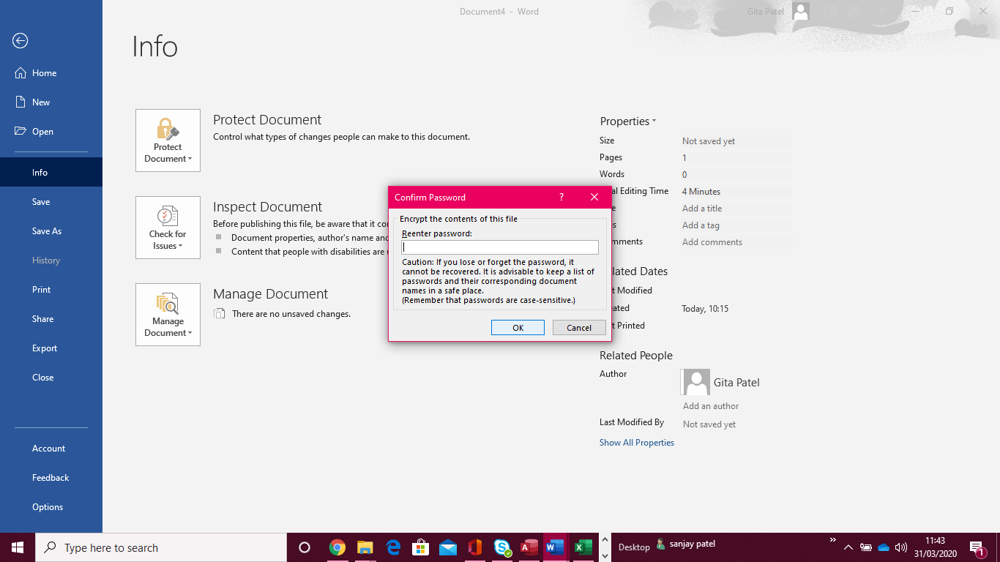 Document4 - Word
Gita Patel
Info
Home
New
Open
Info
Save
Save As
History
Print
Share
Export
Close
Account
Feedback
Options
Protect
Document
Protect Document
Control what types of changes people can make to this document.
Check for
Issues
Inspect Document
Before publishing this file, be aware that it
Document properties, author's name
Content that people with disabilities are
Manage
Document
Manage Document
There are no unsaved changes.
Confirm Password
?
Encrypt the contents of this file
Reenter password:
Caution: If you lose or forget the password, it
cannot be recovered. It is advisable to keep a list of
passwords and their corresponding document
names in a safe place.
(Remember that passwords are case-sensitive.)
OK
Cancel
Properties
Size Not saved yet
Pages 1
Words 0
Editing Time 4 Minutes
Add a title
Add a tag
Add comments
Dates
Modified
Today, 10:15
Printed
Related People
Author
Gita Patel
Add an author
Last Modified By Not saved yet
Show All Properties
Type here to search
Desktop
sanjay patel
11:43
31/03/2020
1